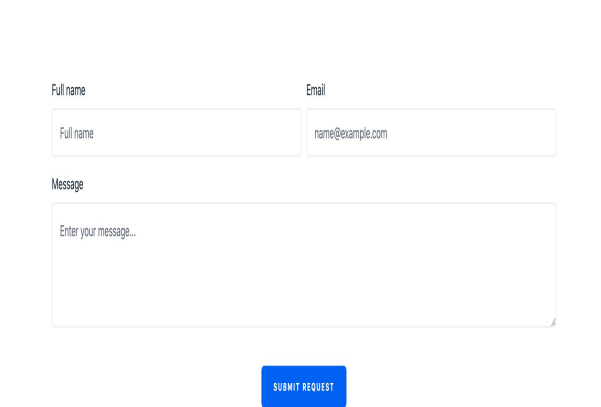 Full name
Email
Full name
name@example.com
Message
Enter your message...
SUBMIT REQUEST